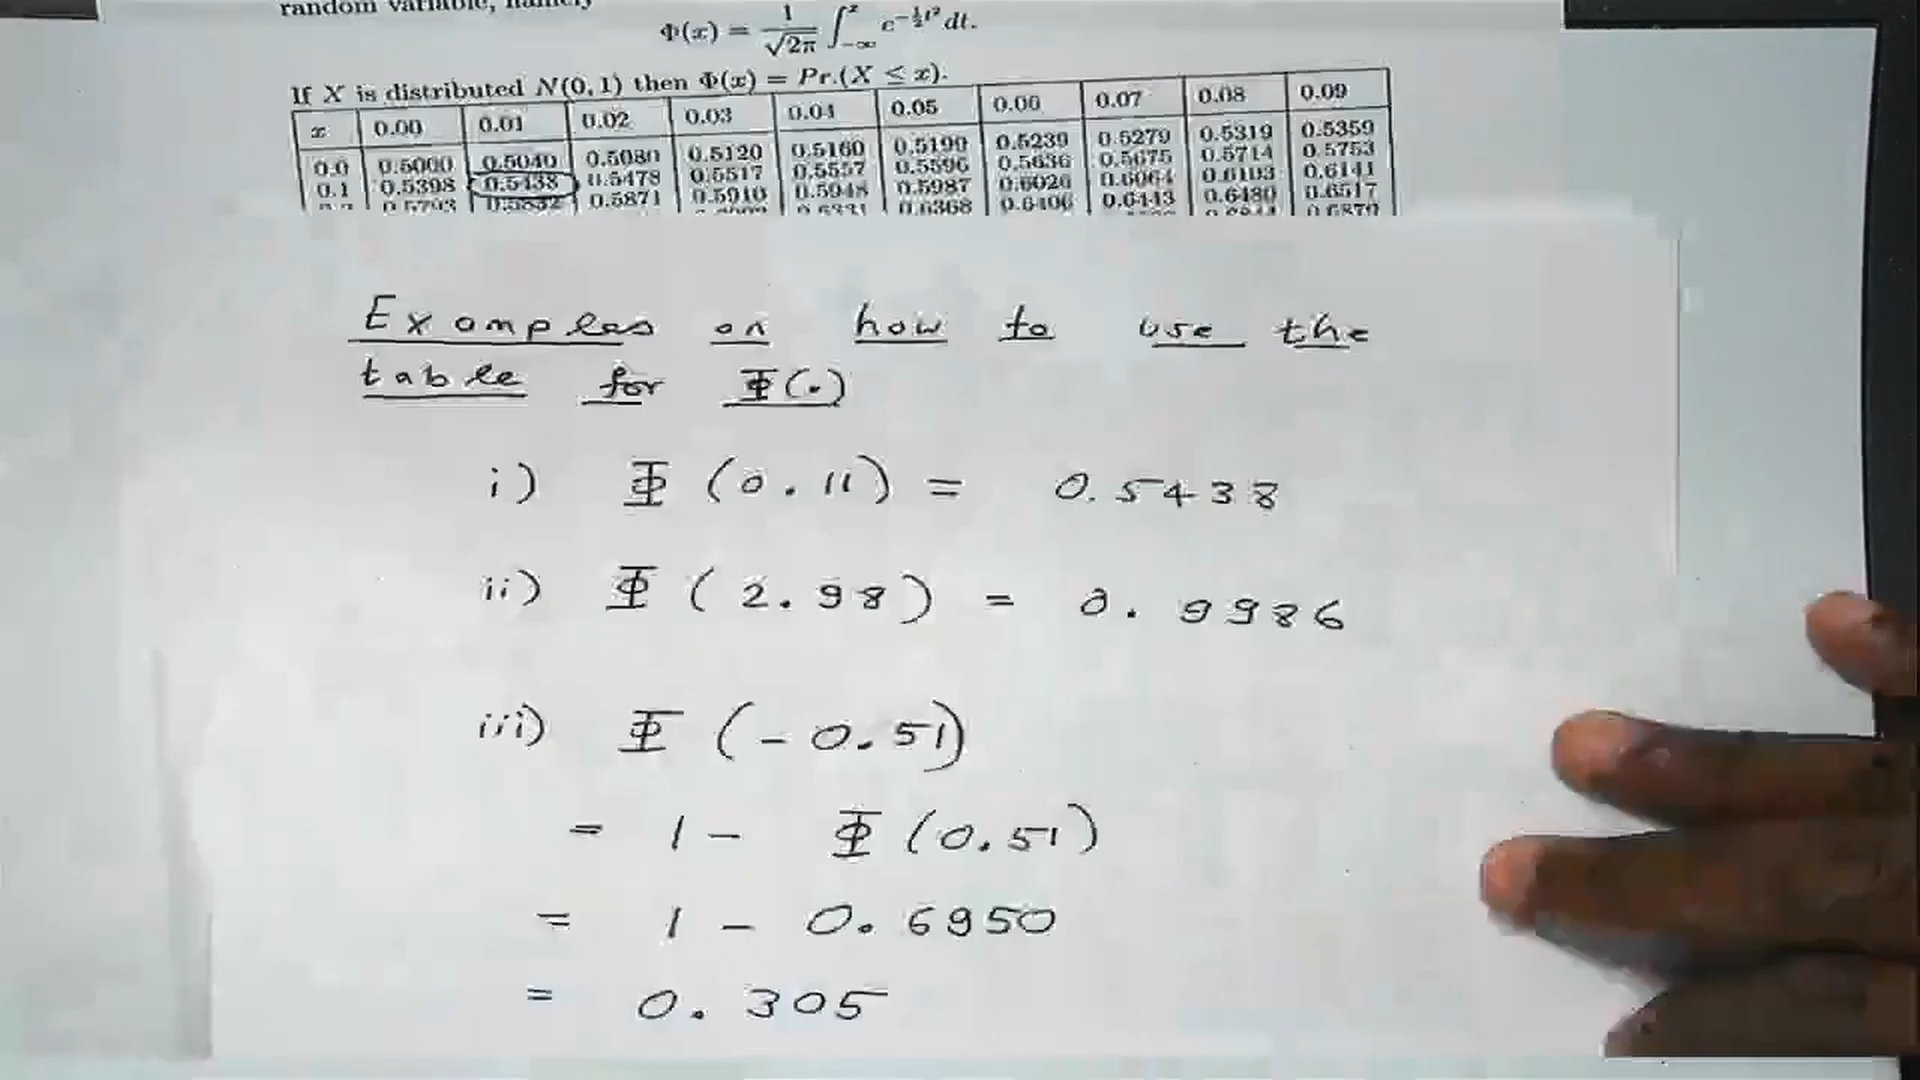 random variable, namely
Φ(x) = 1/√2π ∫_{-∞}^{x} e^{-½t²} dt.
If X is distributed N(0, 1) then Φ(x) = Pr.(X ≤ x).
x 0.00 0.01 0.02 0.03 0.04 0.05 0.06 0.07 0.08 0.09
0.0 0.5000 0.5040 0.5080 0.5120 0.5160 0.5199 0.5239 0.5279 0.5319 0.5359
0.1 0.5398 0.5438 0.5478 0.5517 0.5557 0.5596 0.5636 0.5675 0.5714 0.5753
0.5793 0.5832 0.5871 0.5910 0.5948 0.5987 0.6026 0.6064 0.6103 0.6141
0.6331 0.6368 0.6406 0.6443 0.6480 0.6517
Examples on how to use the
table for Φ(.)
i) Φ (0.11) = 0.5438
ii) Φ (2.98) = 0.9986
iii) Φ (-0.51)
= 1 - Φ (0.51)
= 1 - 0.6950
= 0.305